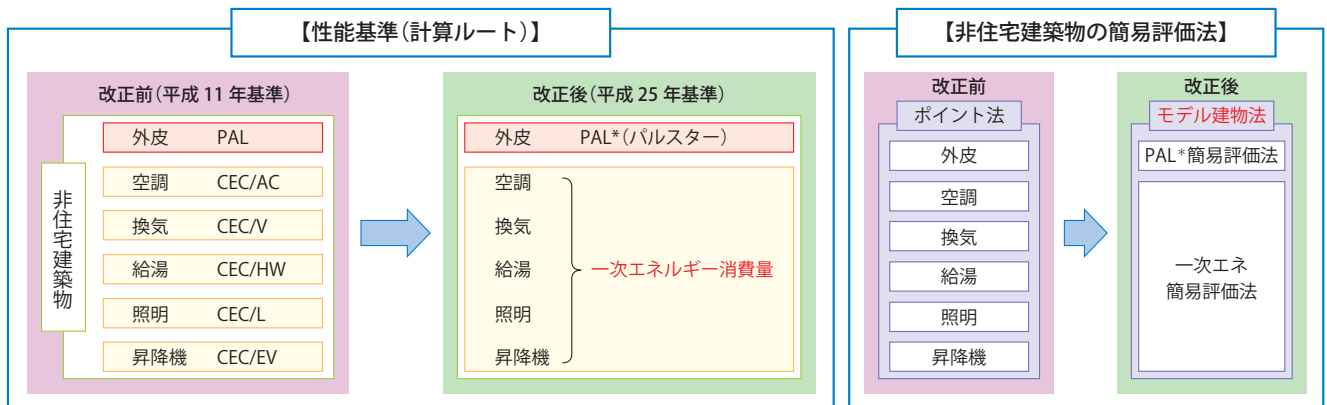 【性能基準(計算ルート)】
改正前(平成 11 年基準)
非住宅建築物
外皮 PAL
空調 CEC/AC
換気 CEC/V
給湯 CEC/HW
照明 CEC/L
昇降機 CEC/EV
改正後(平成 25 年基準)
外皮 PAL*(パルスター)
空調
換気
給湯
照明
昇降機
一次エネルギー消費量
【非住宅建築物の簡易評価法】
改正前
ポイント法
外皮
空調
換気
給湯
照明
昇降機
改正後
モデル建物法
PAL*簡易評価法
一次エネ
簡易評価法